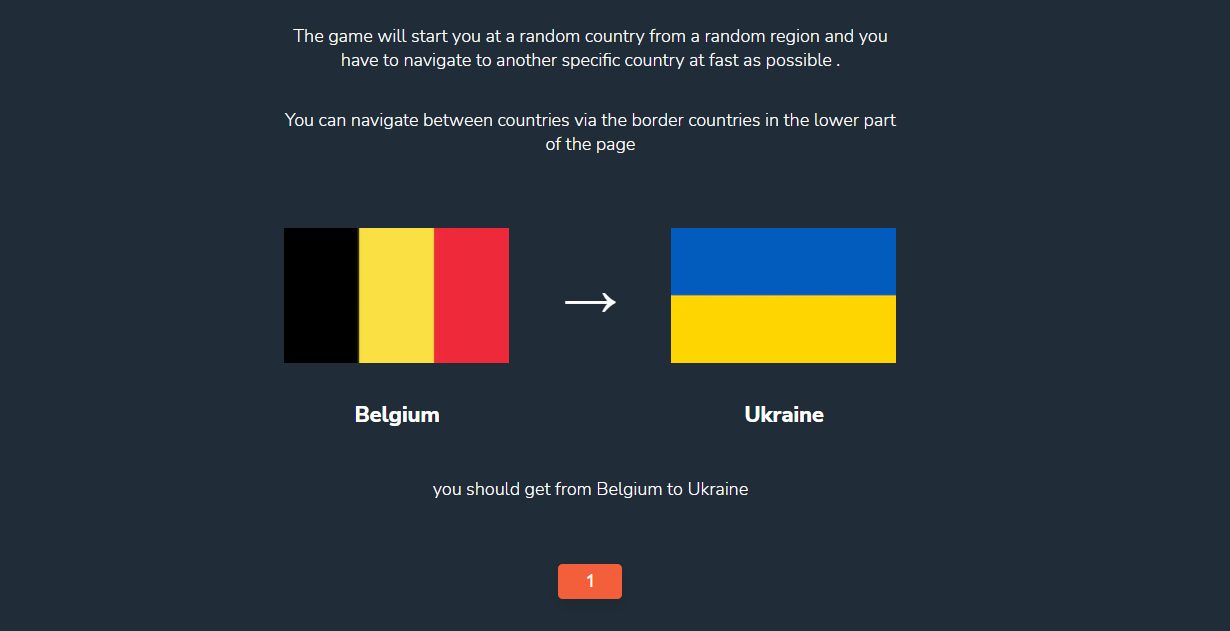 The game will start you at a random country from a random region and you
have to navigate to another specific country at fast as possible .
You can navigate between countries via the border countries in the lower part
of the page
Belgium
Ukraine
you should get from Belgium to Ukraine
1